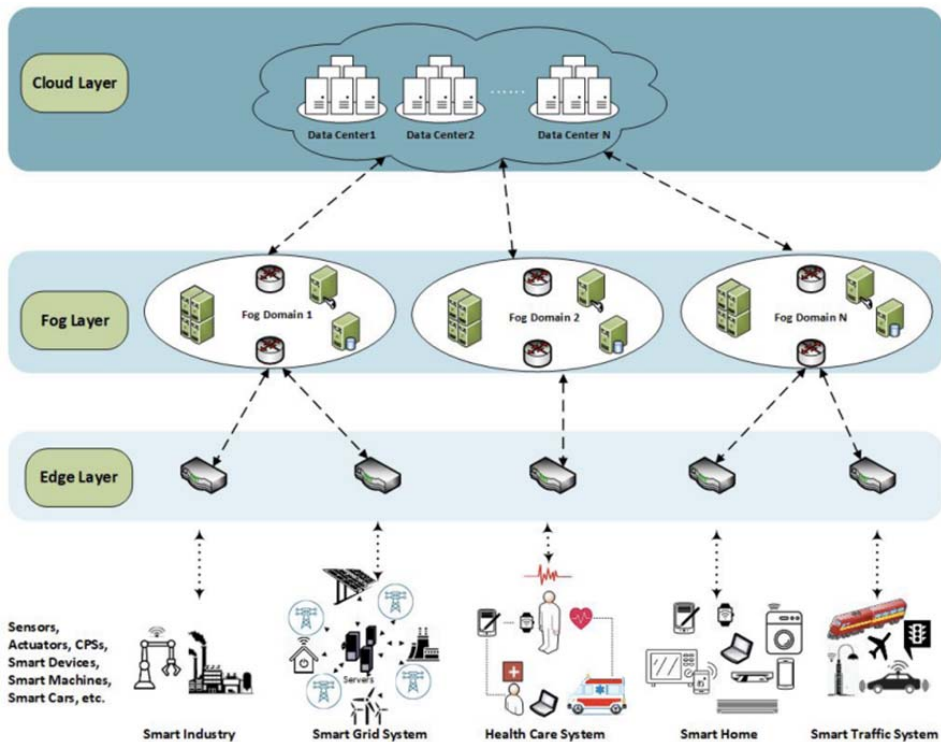 Cloud Layer
Data Center1
Data Center2
......
Data Center N
Fog Layer
Fog Domain 1
Fog Domain 2
Fog Domain N
Edge Layer
Sensors,
Actuators, CPSs,
Smart Devices,
Smart Machines,
Smart Cars, etc.
Servers
Smart Industry
Smart Grid System
Health Care System
Smart Home
Smart Traffic System